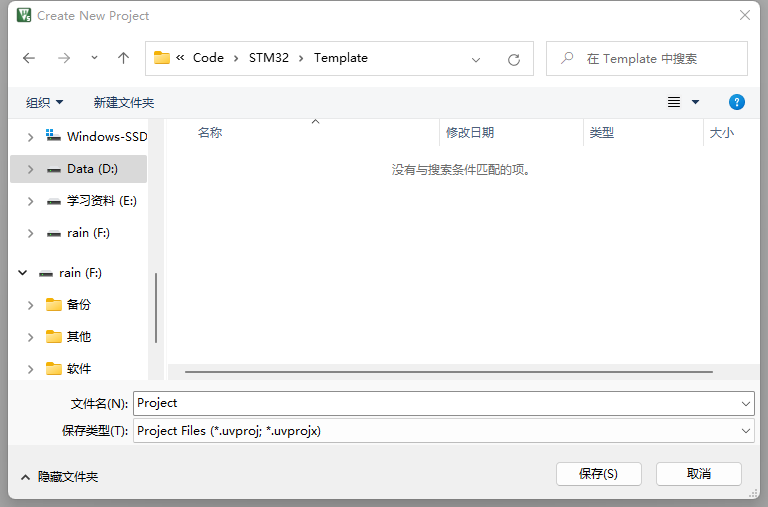 Create New Project
« Code › STM32 › Template
在 Template 中搜索
组织
新建文件夹
?
名称
修改日期
类型
大小
没有与搜索条件匹配的项。
Windows-SSD
Data (D:)
学习资料 (E:)
rain (F:)
rain (F:)
备份
其他
软件
文件名(N): Project
保存类型(T): Project Files (*.uvproj; *.uvprojx)
隐藏文件夹
保存(S)
取消